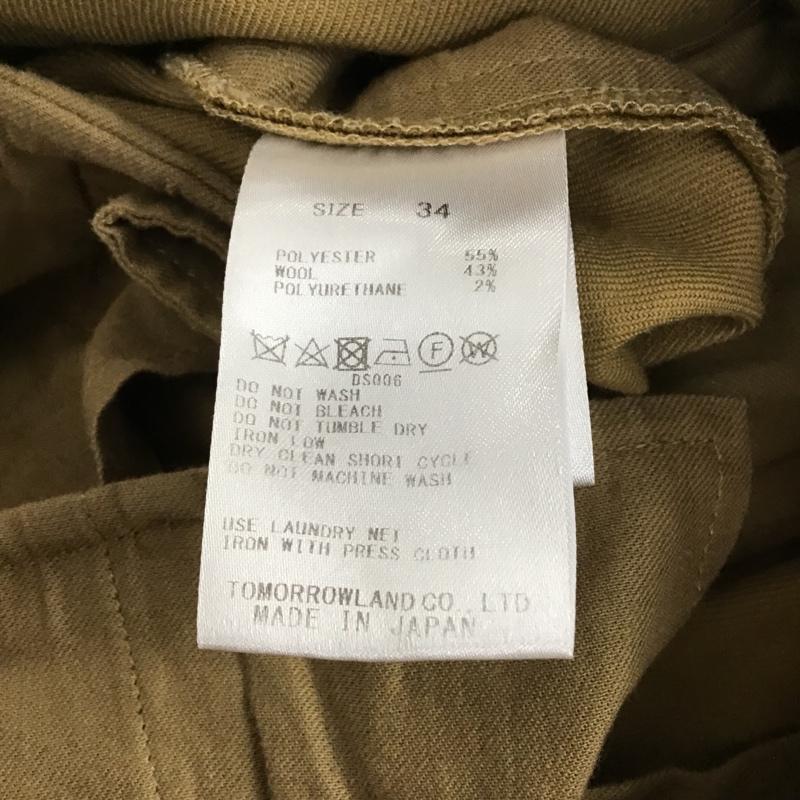 SIZE 34
POLYESTER 55%
WOOL 43%
POLYURETHANE 2%
F W
DS006
DO NOT WASH
DO NOT BLEACH
DO NOT TUMBLE DRY
IRON LOW
DRY CLEAN SHORT CYCLE
DO NOT MACHINE WASH
USE LAUNDRY NET
IRON WITH PRESS CLOTH
TOMORROWLAND CO., LTD
MADE IN JAPAN